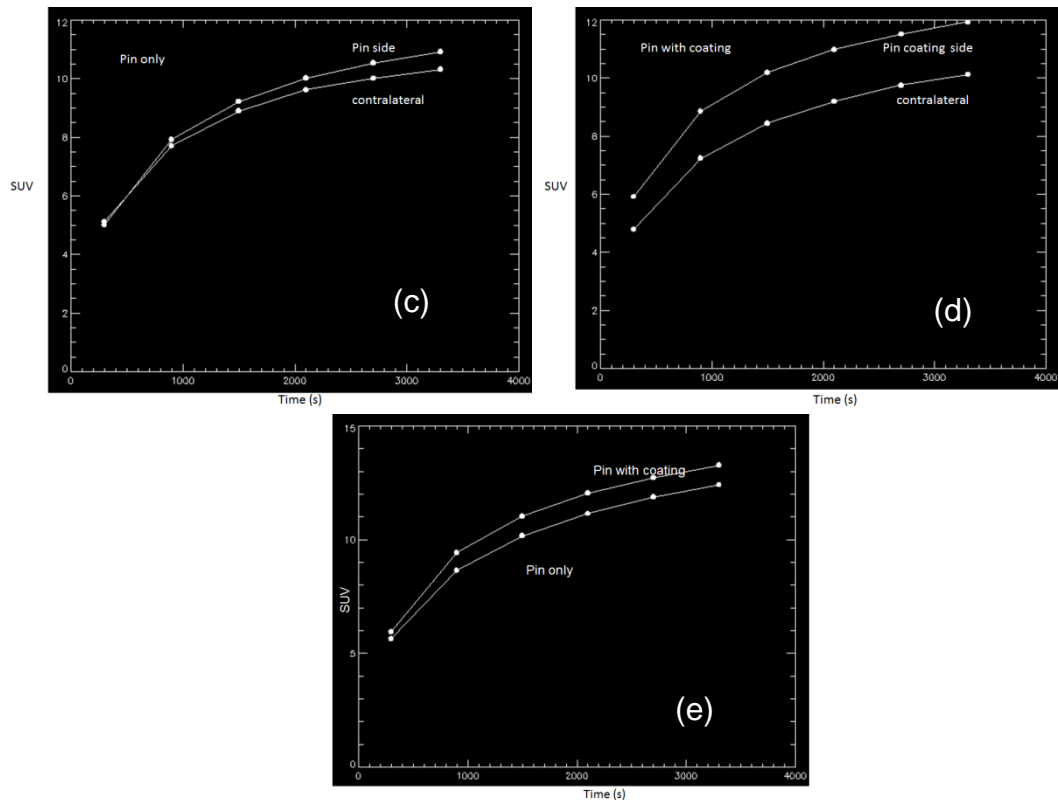 12
10
8
6
4
2
0
SUV
Pin only
Pin side
contralateral
(c)
0 1000 2000 3000 4000
Time (s)
12
10
8
6
4
2
0
SUV
Pin with coating
Pin coating side
contralateral
(d)
0 1000 2000 3000 4000
Time (s)
15
10
5
0
SUV
Pin with coating
Pin only
(e)
0 1000 2000 3000 4000
Time (s)